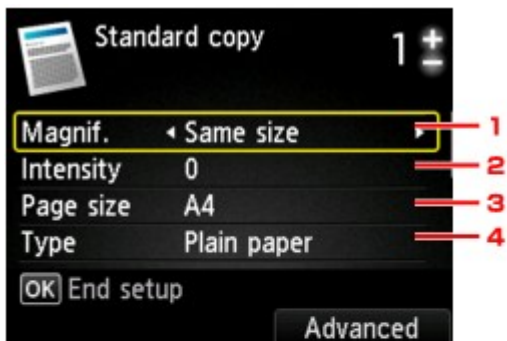 Standard copy 1 + -
Magnif. Same size 1
Intensity 0 2
Page size A4 3
Type Plain paper 4
OK End setup
Advanced